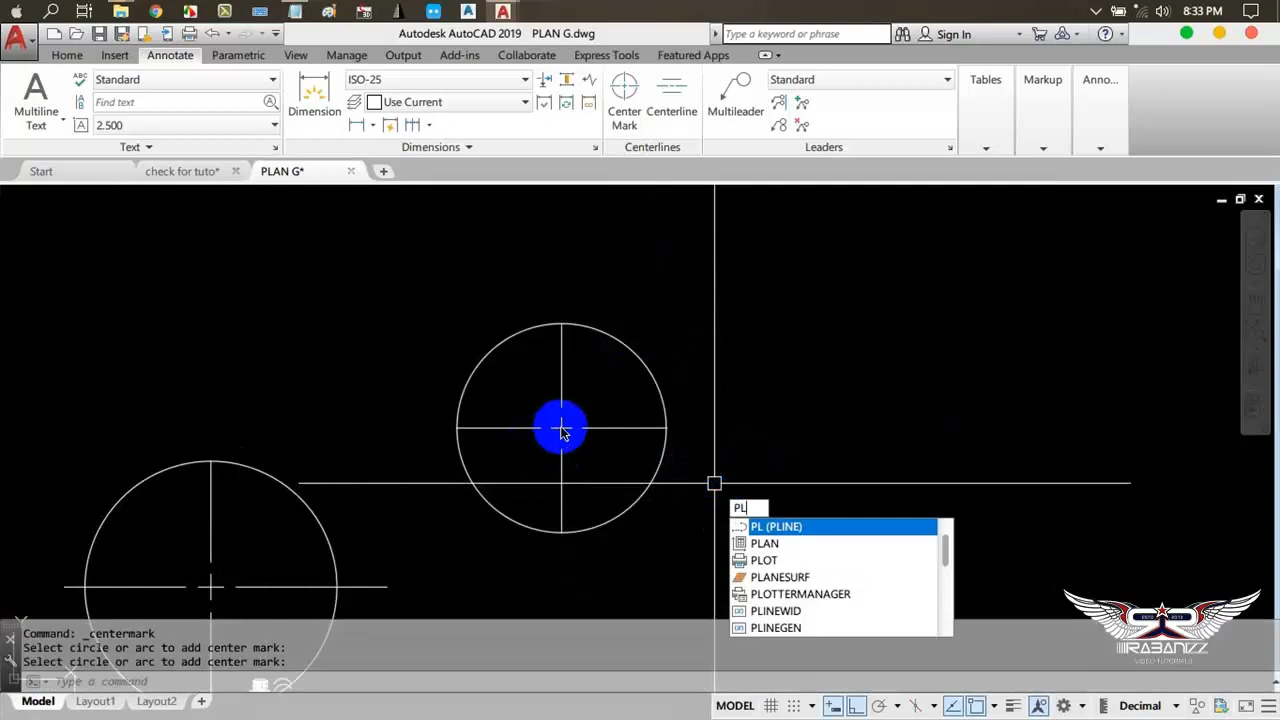 8:33 PM
Autodesk AutoCAD 2019 PLAN G.dwg
Type a keyword or phrase
Sign In
Home
Insert
Annotate
Parametric
View
Manage
Output
Add-ins
Collaborate
Express Tools
Featured Apps
A
Multiline
Text
ABC
Standard
Find text
2.500
Text
Dimension
ISO-25
Use Current
Dimensions
Center
Mark
Centerline
Centerlines
Multileader
Standard
Leaders
Tables
Markup
Anno...
Start
check for tuto*
PLAN G*
PL
PL (PLINE)
PLAN
PLOT
PLANESURF
PLOTTERMANAGER
PLINEWID
PLINEGEN
Command: _centermark
Select circle or arc to add center mark:
Select circle or arc to add center mark:
Type a command
RABANIZZ
VIDEO TUTORIALS
Model
Layout1
Layout2
MODEL
Decimal